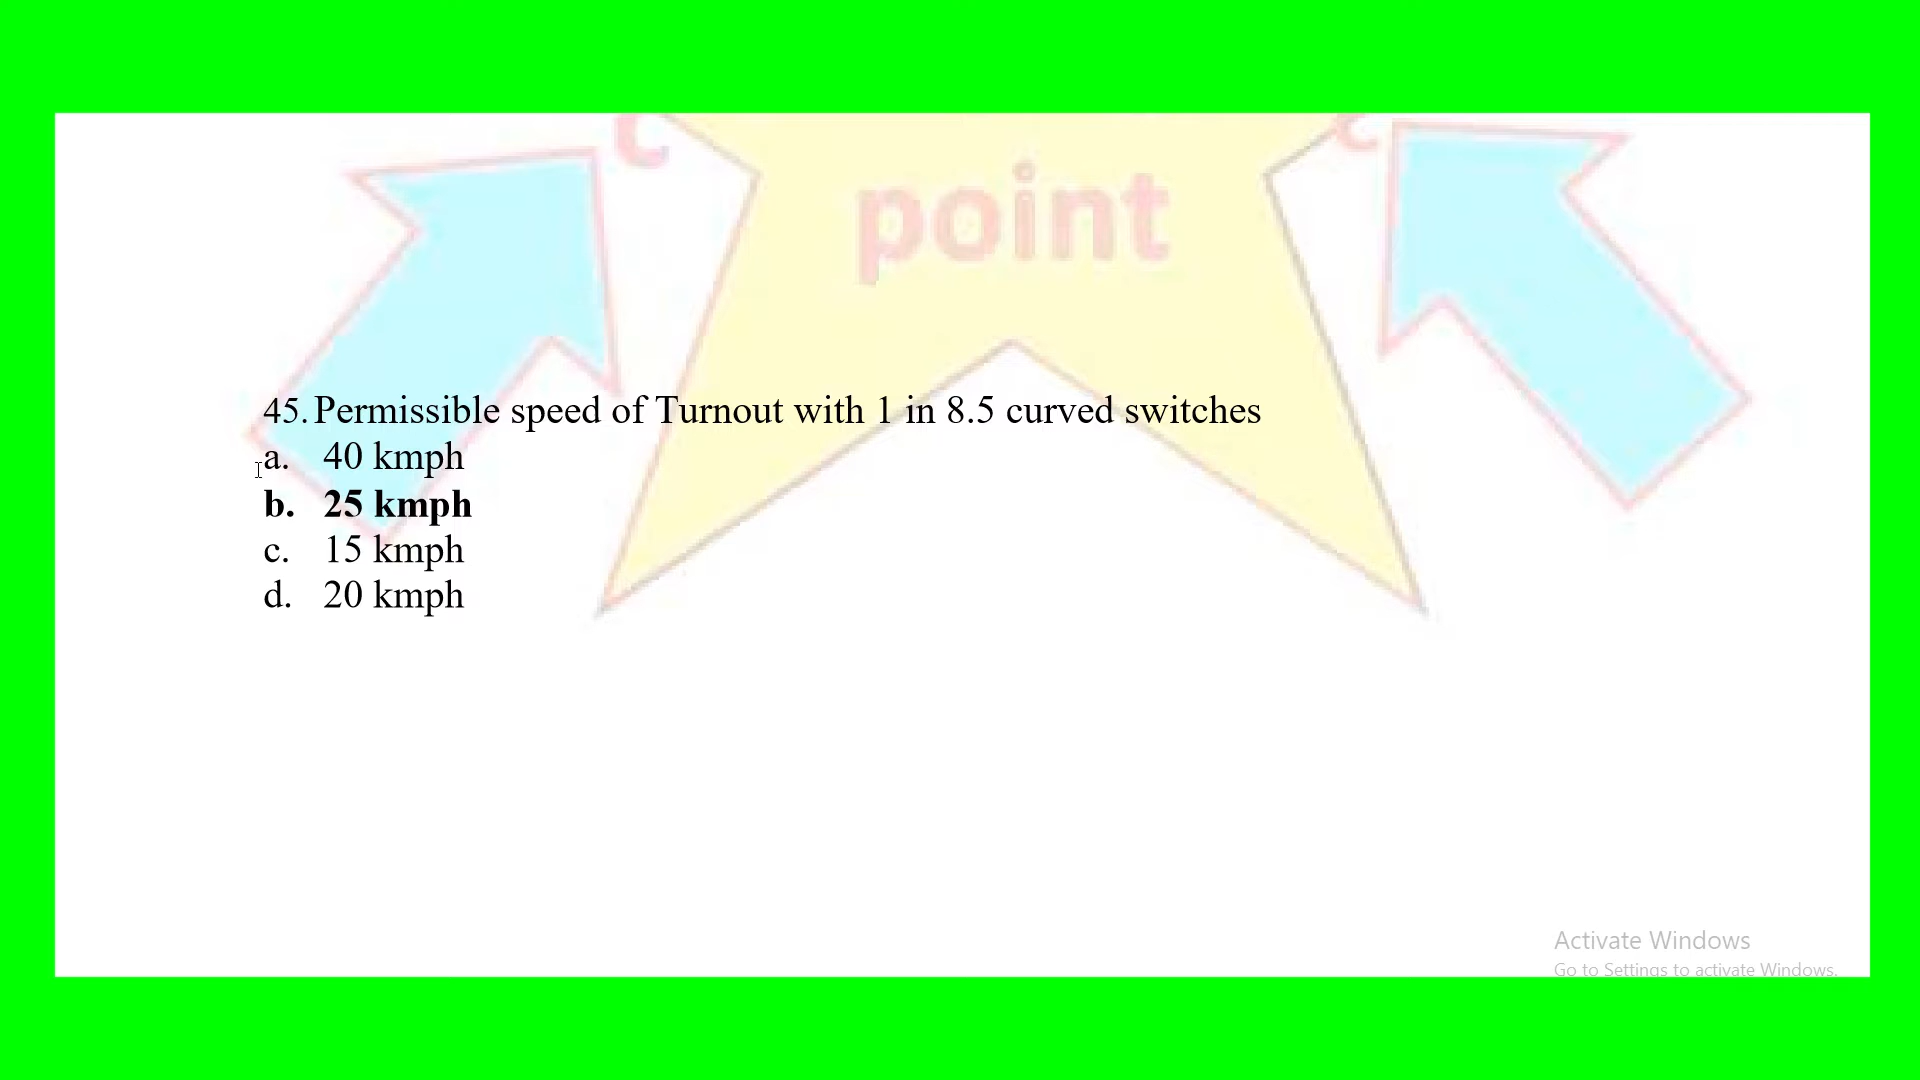 point
45. Permissible speed of Turnout with 1 in 8.5 curved switches
a. 40 kmph
b. 25 kmph
c. 15 kmph
d. 20 kmph
Activate Windows
Go to Settings to activate Windows.